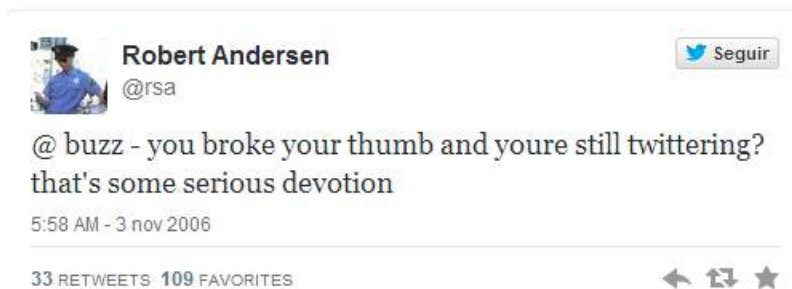 Robert Andersen
Seguir
@rsa
@ buzz - you broke your thumb and youre still twittering?
that's some serious devotion
5:58 AM - 3 nov 2006
33 RETWEETS 109 FAVORITES